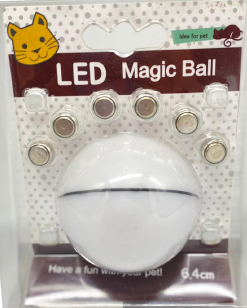 Idea for pet
LED Magic Ball
Have a fun with your pet!
6.4cm